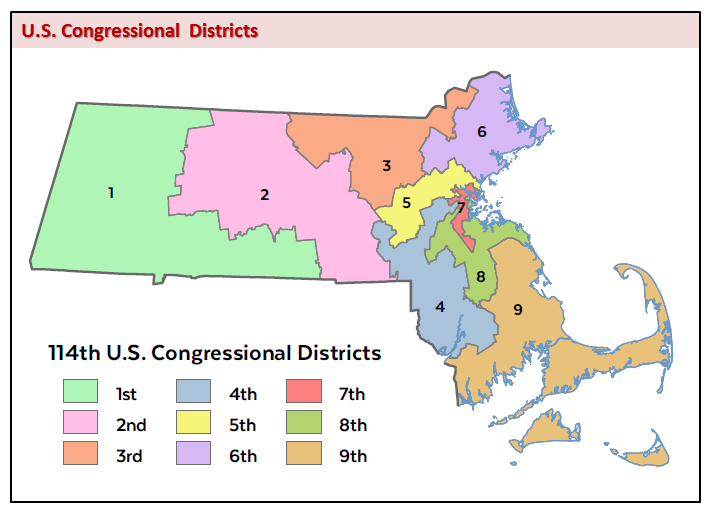 U.S. Congressional Districts
6
3
1
2
5
7
8
4
9
114th U.S. Congressional Districts
1st
4th
7th
2nd
5th
8th
3rd
6th
9th